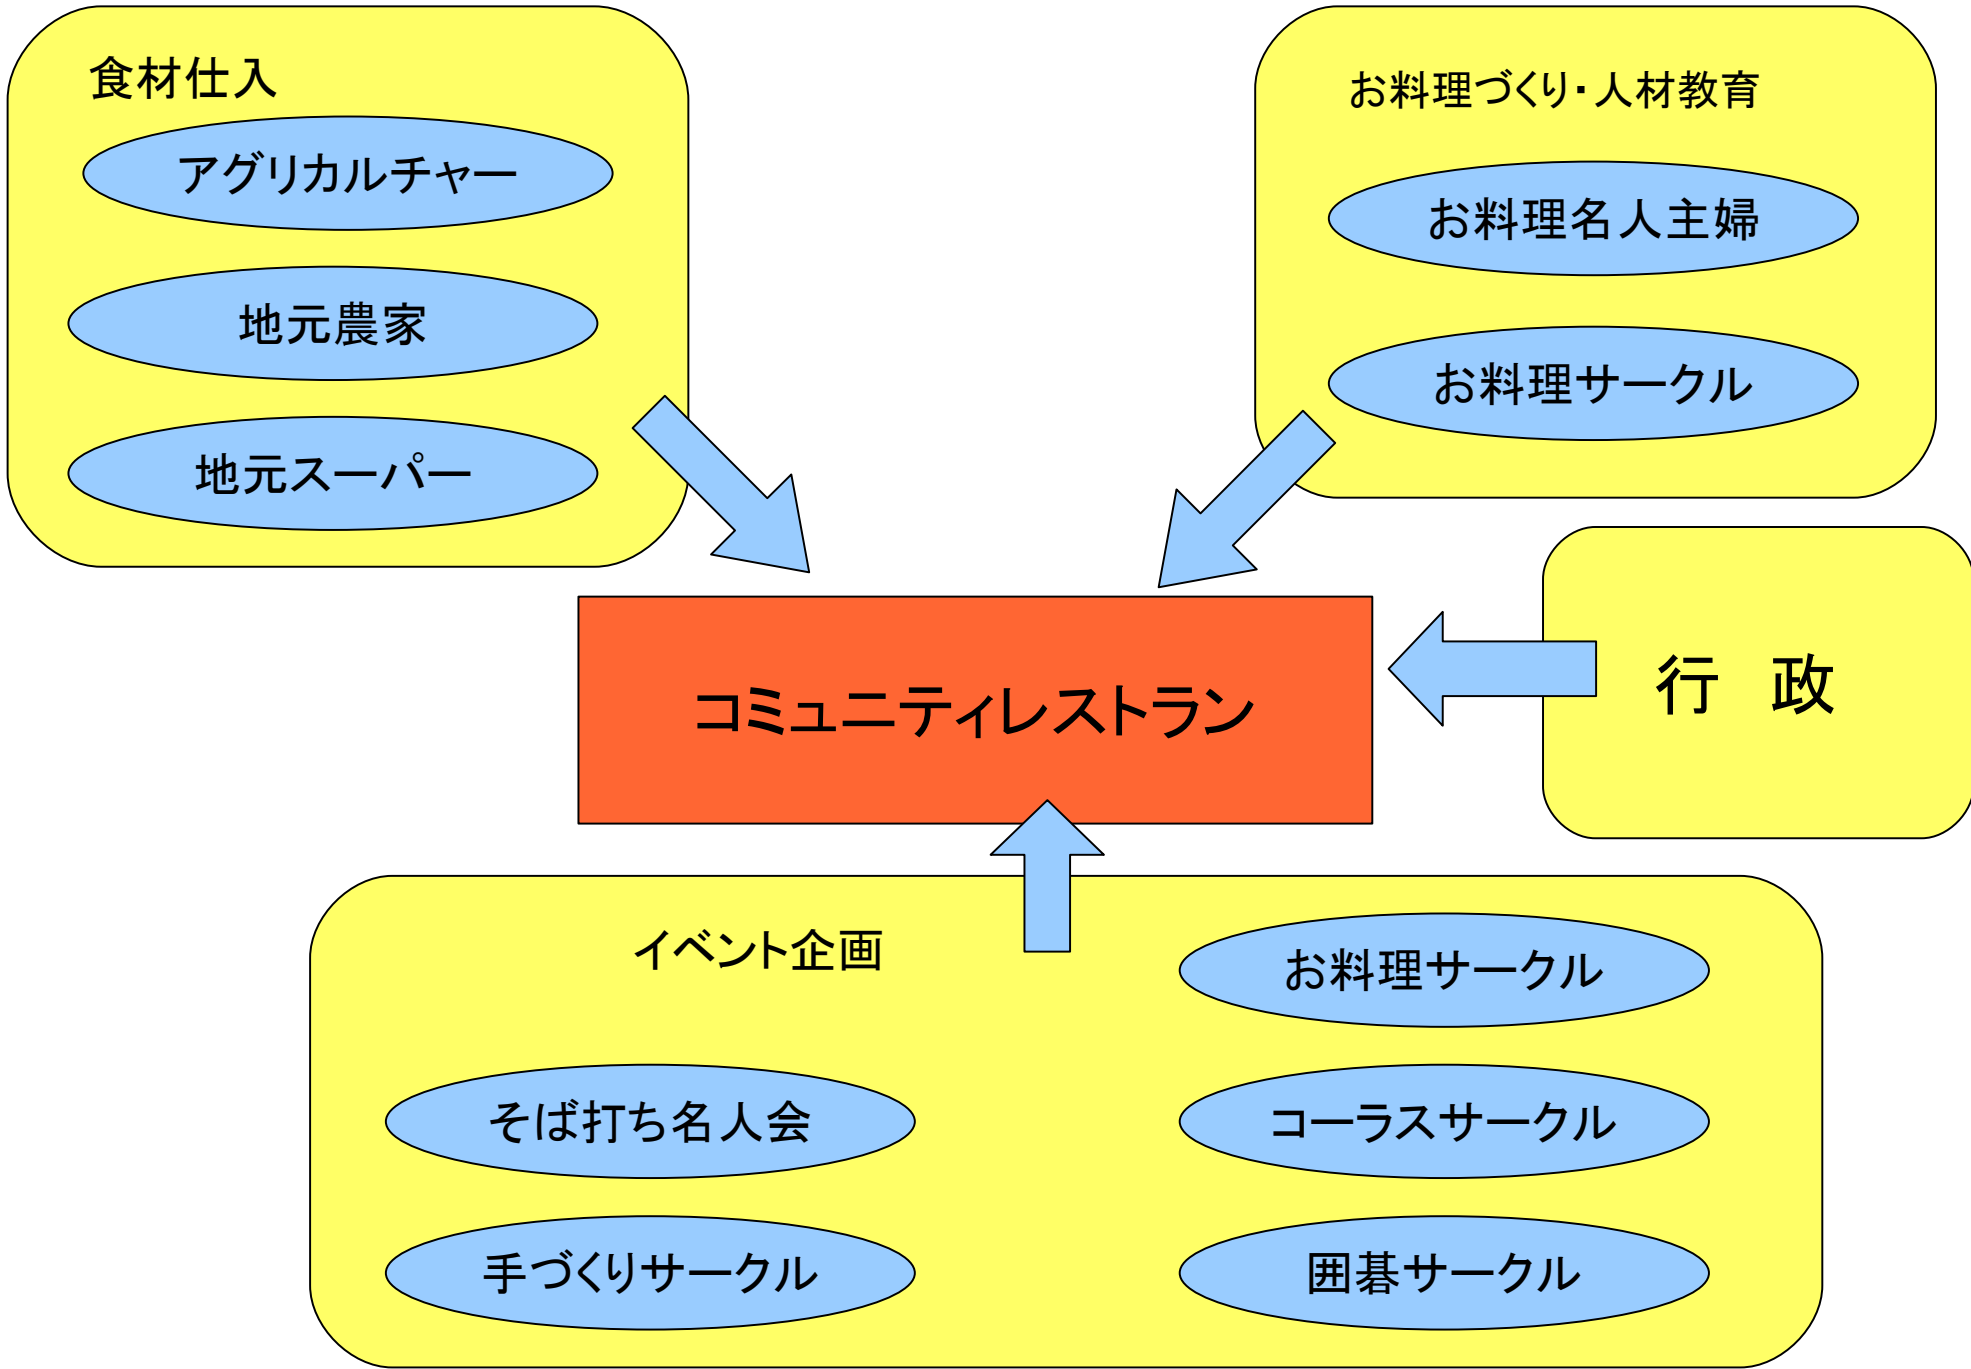 食材仕入
アグリカルチャー
地元農家
地元スーパー
お料理づくり・人材教育
お料理名人主婦
お料理サークル
行　政
コミュニティレストラン
イベント企画
お料理サークル
そば打ち名人会
コーラスサークル
手づくりサークル
囲碁サークル